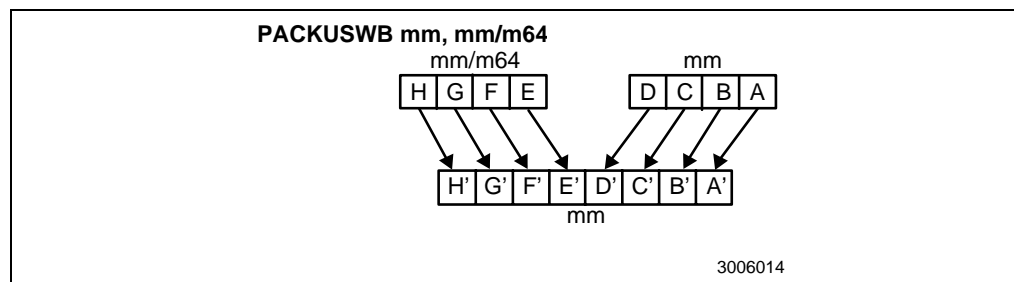 PACKUSWB mm, mm/m64
mm/m64 mm
H G F E D C B A
H’ G’ F’ E’ D’ C’ B’ A’
mm
3006014